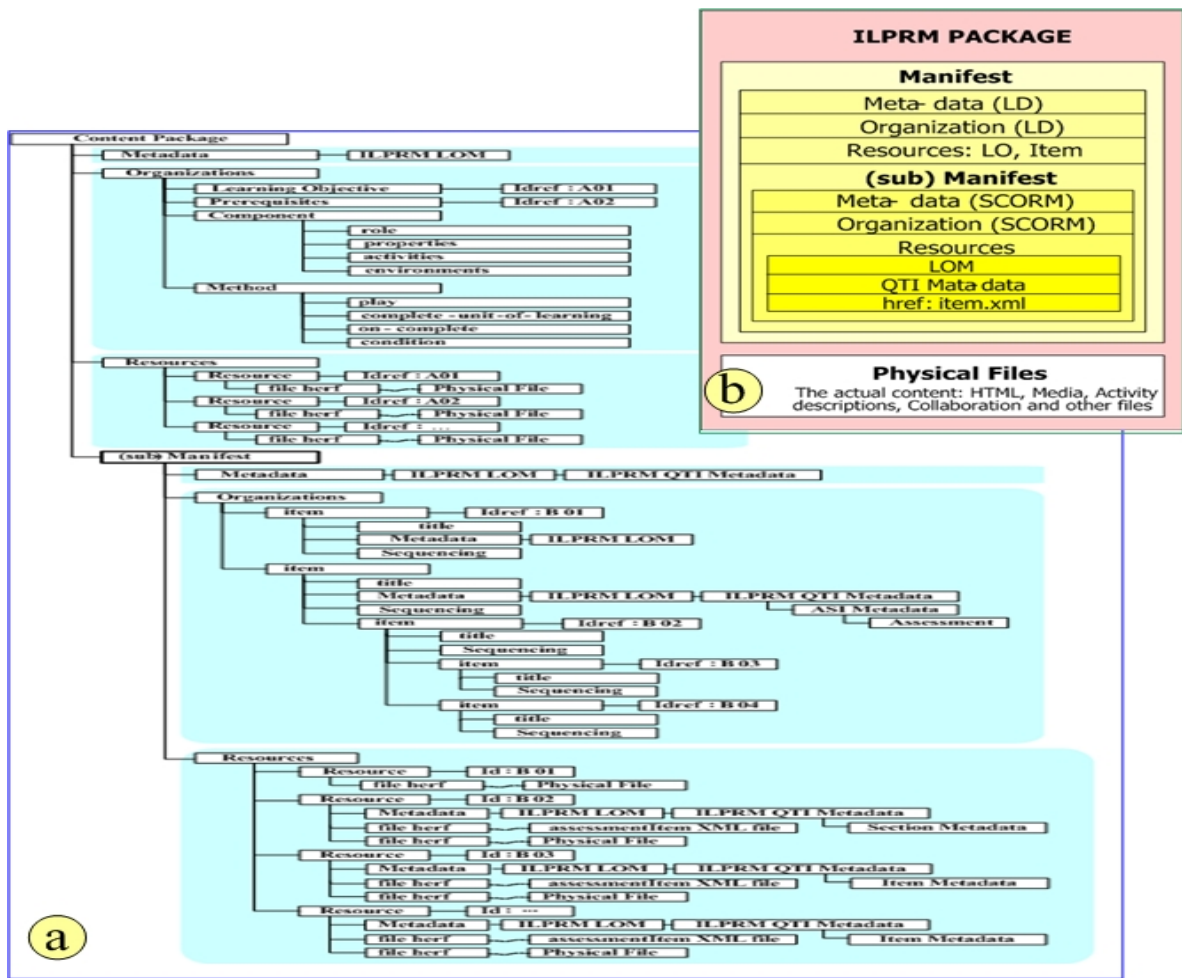 ILPRM PACKAGE
Manifest
Meta- data (LD)
Organization (LD)
Resources: LO, Item
(sub) Manifest
Meta- data (SCORM)
Organization (SCORM)
Resources
LOM
QTI Mata-data
href: item.xml
b
Physical Files
The actual content: HTML, Media, Activity
descriptions, Collaboration and other files
Content Package
Metadata ILPRM LOM
Organizations
Learning Objective Idref : A01
Prerequisites Idref : A02
Component
role
properties
activities
environments
Method
play
complete -unit-of- learning
on - complete
condition
Resources
Resource Idref : A01
file herf Physical File
Resource Idref : A02
file herf Physical File
Resource Idref : ...
file herf Physical File
(sub) Manifest
Metadata ILPRM LOM ILPRM QTI Metadata
Organizations
item Idref : B 01
title
Metadata ILPRM LOM
Sequencing
item
title
Metadata ILPRM LOM ILPRM QTI Metadata
Sequencing ASI Metadata
item Idref : B 02 Assessment
title
Sequencing
item Idref : B 03
title
Sequencing
item Idref : B 04
title
Sequencing
Resources
Resource Id : B 01
file herf Physical File
Resource Id : B 02
Metadata ILPRM LOM ILPRM QTI Metadata
file herf assessmentItem XML file Section Metadata
file herf Physical File
Resource Id : B 03
Metadata ILPRM LOM ILPRM QTI Metadata
file herf assessmentItem XML file Item Metadata
file herf Physical File
Resource Id : ...
Metadata ILPRM LOM ILPRM QTI Metadata
file herf assessmentItem XML file Item Metadata
file herf Physical File
a